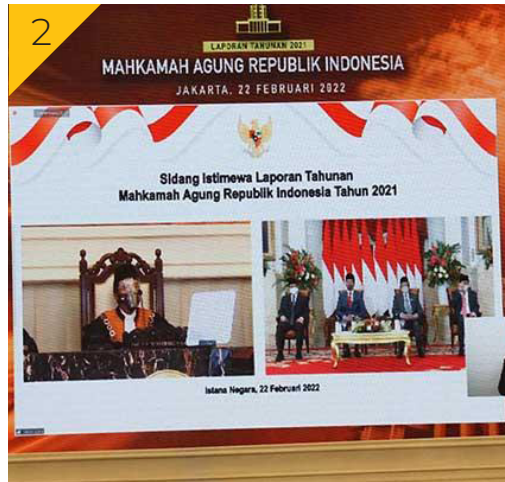 2
LAPORAN TAHUNAN 2021
MAHKAMAH AGUNG REPUBLIK INDONESIA
JAKARTA, 22 FEBRUARI 2022
Sidang Istimewa Laporan Tahunan
Mahkamah Agung Republik Indonesia Tahun 2021
Istana Negara, 22 Februari 2022